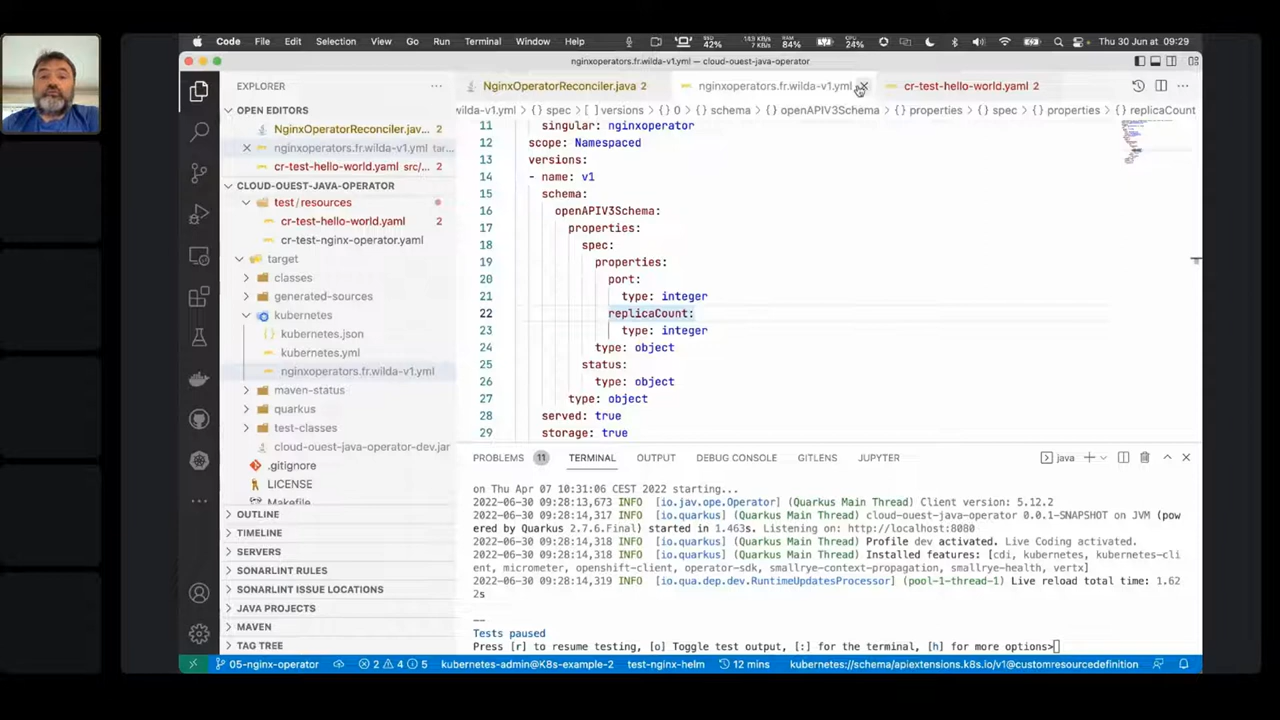 Code File Edit Selection View Go Run Terminal Window Help SSD 42% 18.9 KB 7 KB RAM 84% CPU 24% Thu 30 Jun at 09:29
nginxoperators.fr.wilda-v1.yml — cloud-ouest-java-operator
EXPLORER
OPEN EDITORS
NginxOperatorReconciler.jav... 2
nginxoperators.fr.wilda-v1.yml tar...
cr-test-hello-world.yaml src/... 2
CLOUD-OUEST-JAVA-OPERATOR
test/resources
cr-test-hello-world.yaml 2
cr-test-nginx-operator.yaml
target
classes
generated-sources
kubernetes
kubernetes.json
kubernetes.yml
nginxoperators.fr.wilda-v1.yml
maven-status
quarkus
test-classes
cloud-ouest-java-operator-dev.jar
.gitignore
LICENSE
Makefile
OUTLINE
TIMELINE
SERVERS
SONARLINT RULES
SONARLINT ISSUE LOCATIONS
JAVA PROJECTS
MAVEN
TAG TREE
NginxOperatorReconciler.java 2 nginxoperators.fr.wilda-v1.yml cr-test-hello-world.yaml 2
wilda-v1.yml > {} spec > [ ] versions > {} 0 > {} schema > {} openAPIV3Schema > {} properties > {} spec > {} properties > {} replicaCount
11 singular: nginxoperator
12 scope: Namespaced
13 versions:
14 - name: v1
15 schema:
16 openAPIV3Schema:
17 properties:
18 spec:
19 properties:
20 port:
21 type: integer
22 replicaCount:
23 type: integer
24 type: object
25 status:
26 type: object
27 type: object
28 served: true
29 storage: true
PROBLEMS 11 TERMINAL OUTPUT DEBUG CONSOLE GITLENS JUPYTER java
on Thu Apr 07 10:31:06 CEST 2022 starting...
2022-06-30 09:28:13,673 INFO [io.jav.ope.Operator] (Quarkus Main Thread) Client version: 5.12.2
2022-06-30 09:28:14,317 INFO [io.quarkus] (Quarkus Main Thread) cloud-ouest-java-operator 0.0.1-SNAPSHOT on JVM (pow
ered by Quarkus 2.7.6.Final) started in 1.463s. Listening on: http://localhost:8080
2022-06-30 09:28:14,318 INFO [io.quarkus] (Quarkus Main Thread) Profile dev activated. Live Coding activated.
2022-06-30 09:28:14,318 INFO [io.quarkus] (Quarkus Main Thread) Installed features: [cdi, kubernetes, kubernetes-cli
ent, micrometer, openshift-client, operator-sdk, smallrye-context-propagation, smallrye-health, vertx]
2022-06-30 09:28:14,319 INFO [io.qua.dep.dev.RuntimeUpdatesProcessor] (pool-1-thread-1) Live reload total time: 1.62
2s
--
Tests paused
Press [r] to resume testing, [o] Toggle test output, [:] for the terminal, [h] for more options>
05-nginx-operator 2 4 5 kubernetes-admin@K8s-example-2 test-nginx-helm 12 mins kubernetes://schema/apiextensions.k8s.io/v1@customresourcedefinition